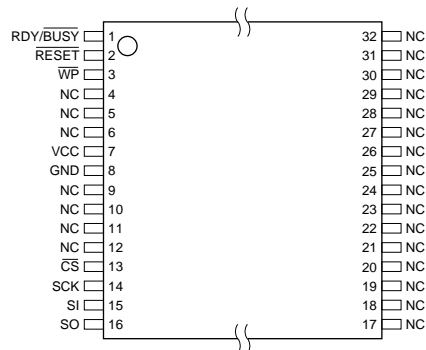 RDY/BUSY 1 32 NC
RESET 2 31 NC
WP 3 30 NC
NC 4 29 NC
NC 5 28 NC
NC 6 27 NC
VCC 7 26 NC
GND 8 25 NC
NC 9 24 NC
NC 10 23 NC
NC 11 22 NC
NC 12 21 NC
CS 13 20 NC
SCK 14 19 NC
SI 15 18 NC
SO 16 17 NC